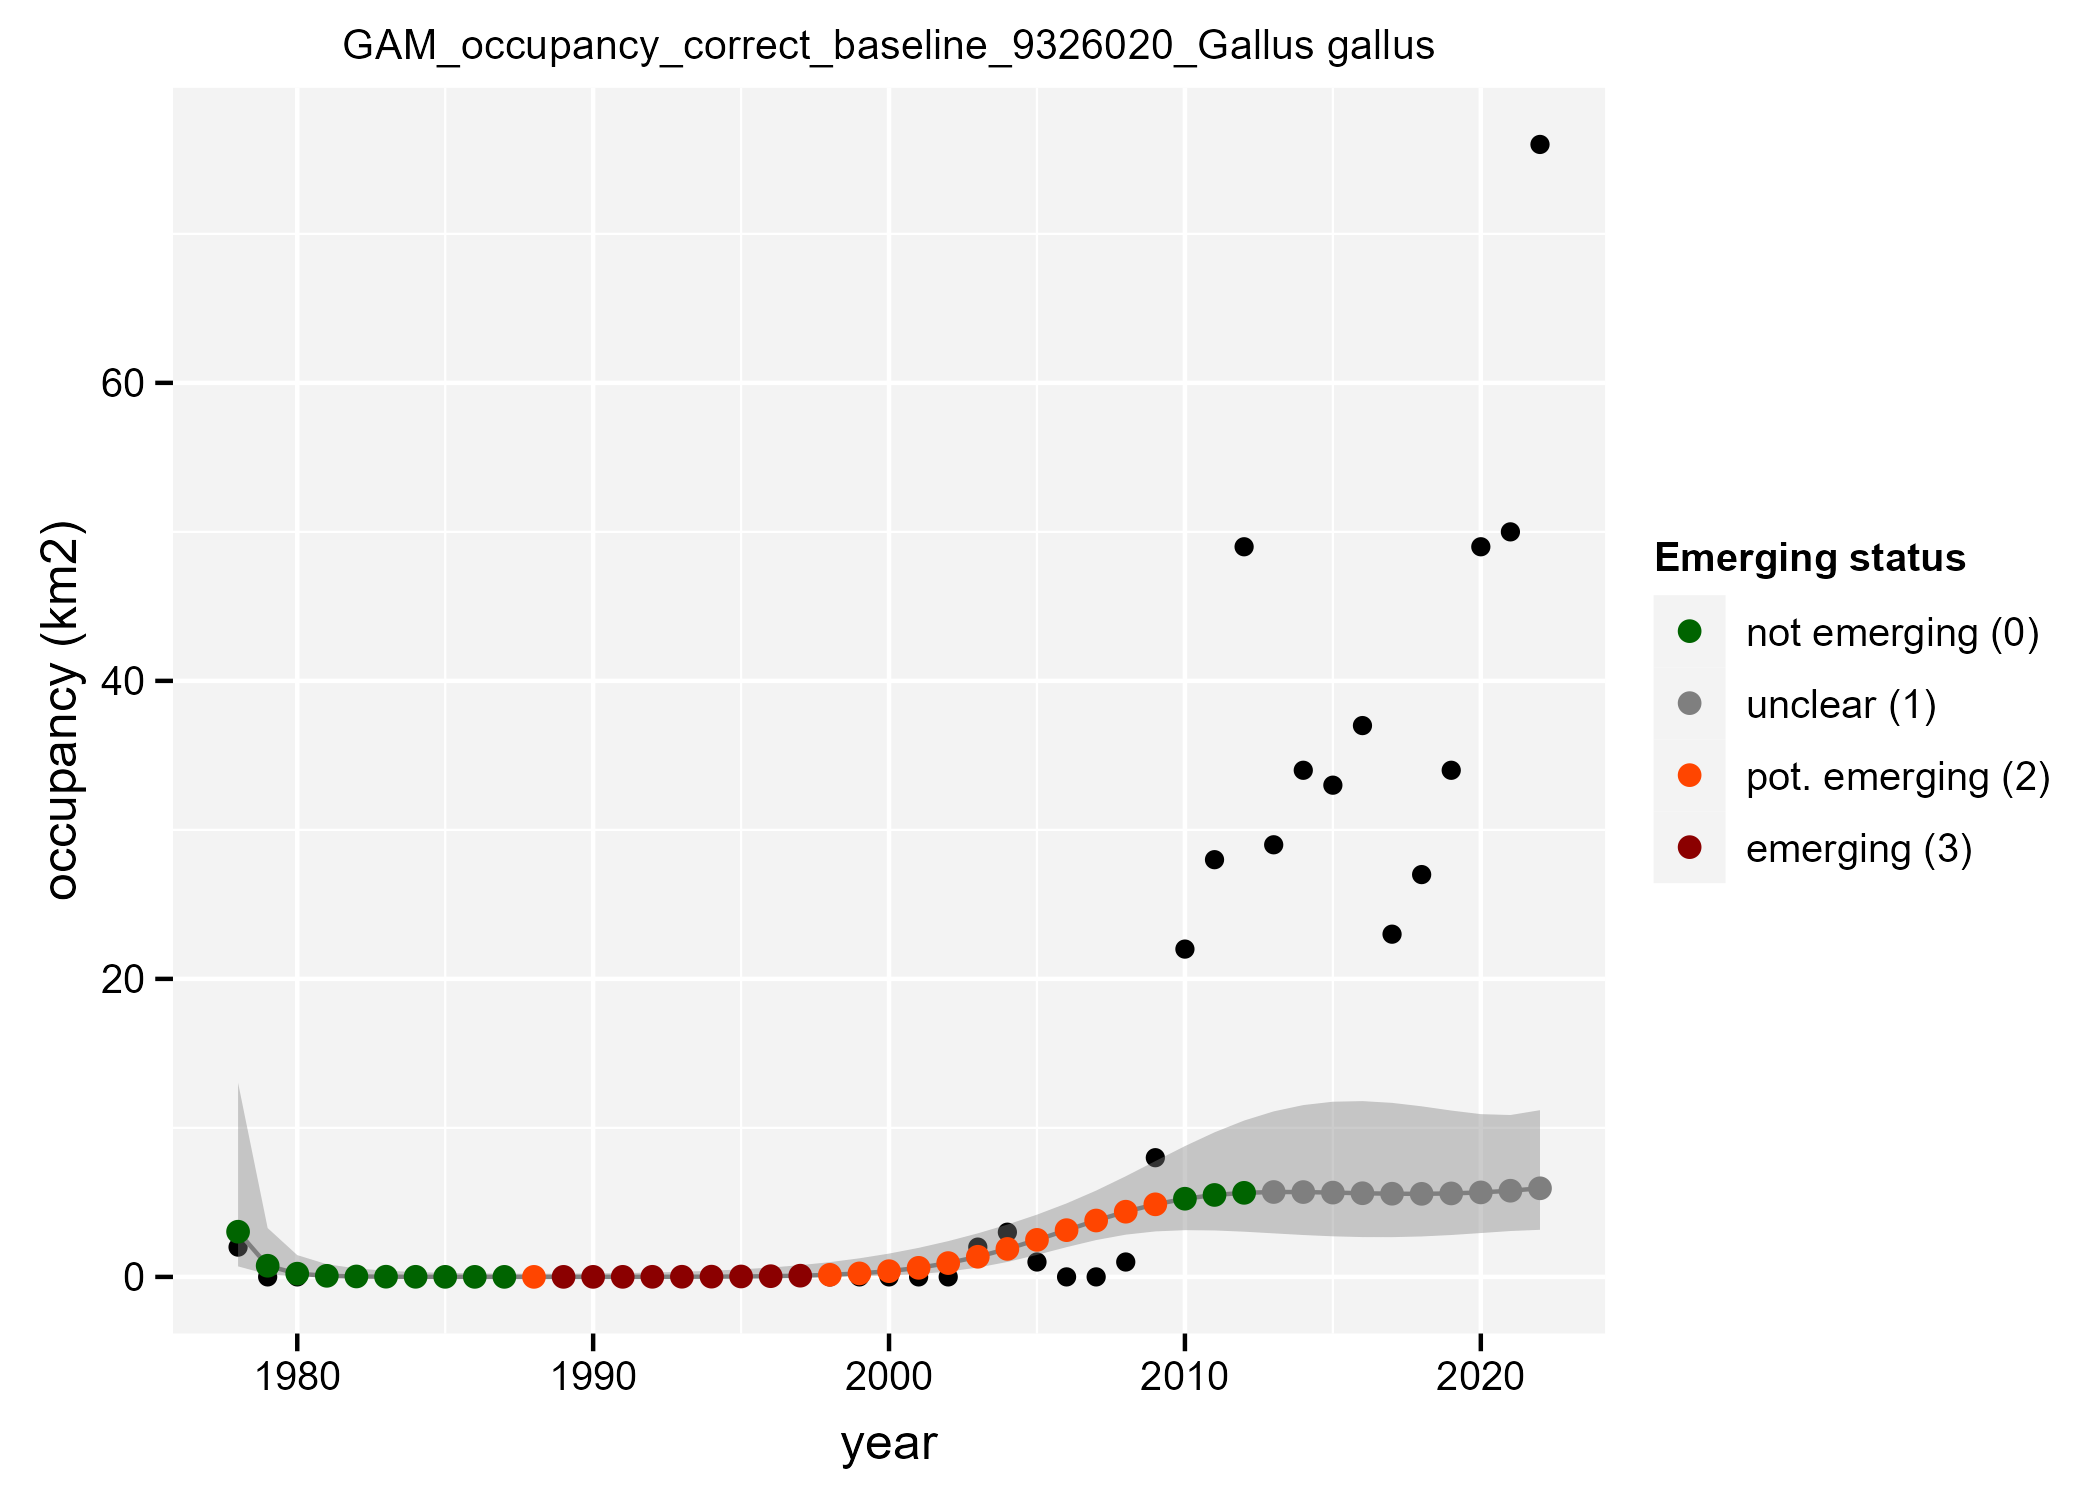 GAM_occupancy_correct_baseline_9326020_Gallus gallus
occupancy (km2)
60
40
20
0
1980 1990 2000 2010 2020
year
Emerging status
not emerging (0)
unclear (1)
pot. emerging (2)
emerging (3)